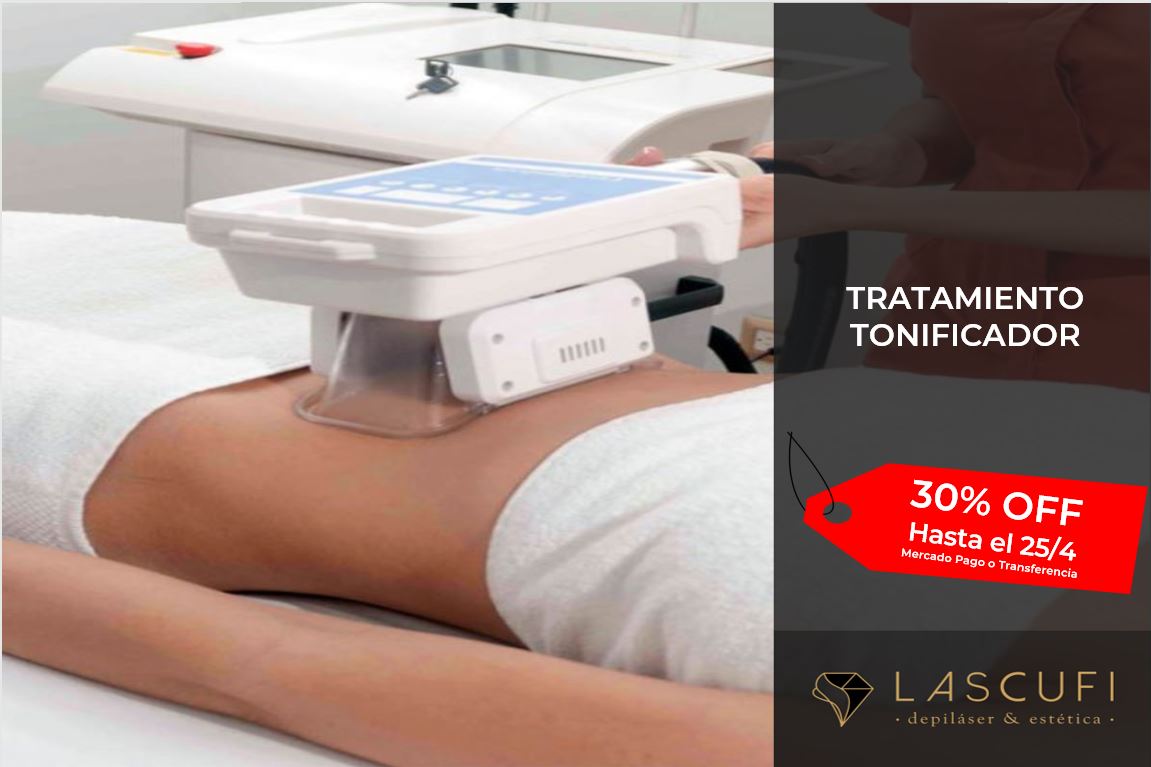 TRATAMIENTO
TONIFICADOR
30% OFF
Hasta el 25/4
Mercado Pago o Transferencia
LASCUFI
· depiláser & estética ·